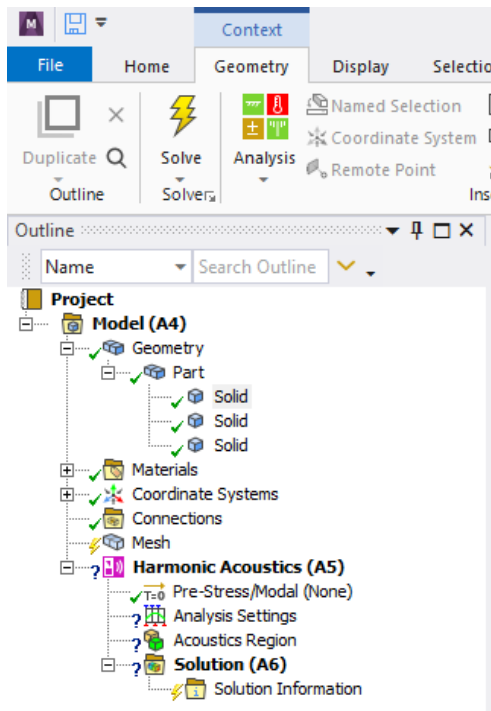 M
Context
File Home Geometry Display Selectio
Named Selection
Coordinate System
Remote Point
Duplicate Solve Analysis
Outline Solvers Ins
Outline
Name Search Outline
Project
Model (A4)
Geometry
Part
Solid
Solid
Solid
Materials
Coordinate Systems
Connections
Mesh
Harmonic Acoustics (A5)
T=0 Pre-Stress/Modal (None)
? Analysis Settings
? Acoustics Region
? Solution (A6)
Solution Information